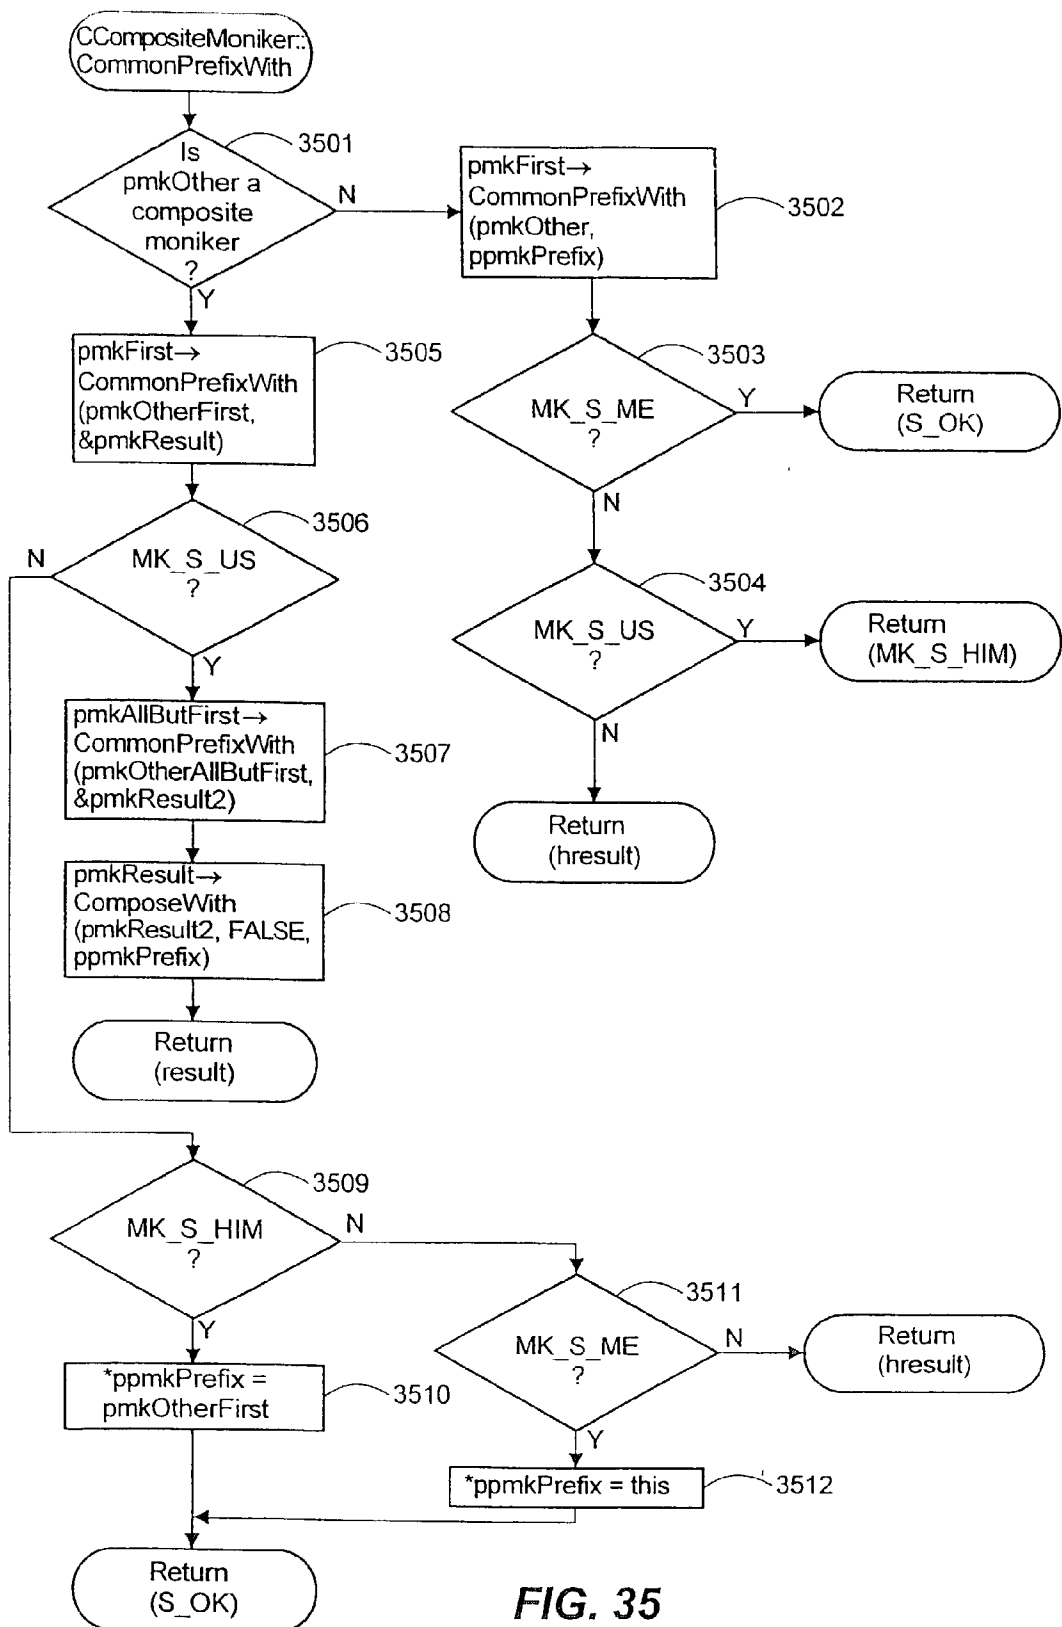 CCompositeMoniker::
CommonPrefixWith
3501
Is
pmkOther a
composite
moniker
?
N
Y
pmkFirst→
CommonPrefixWith
(pmkOther,
ppmkPrefix)
3502
3503
MK_S_ME
?
Y
N
Return
(S_OK)
3504
MK_S_US
?
Y
N
Return
(MK_S_HIM)
Return
(hresult)
pmkFirst→
CommonPrefixWith
(pmkOtherFirst,
&pmkResult)
3505
3506
MK_S_US
?
N
Y
pmkAllButFirst→
CommonPrefixWith
(pmkOtherAllButFirst,
&pmkResult2)
3507
pmkResult→
ComposeWith
(pmkResult2, FALSE,
ppmkPrefix)
3508
Return
(result)
3509
MK_S_HIM
?
N
Y
*ppmkPrefix =
pmkOtherFirst
3510
3511
MK_S_ME
?
N
Y
Return
(hresult)
*ppmkPrefix = this
3512
Return
(S_OK)
FIG. 35